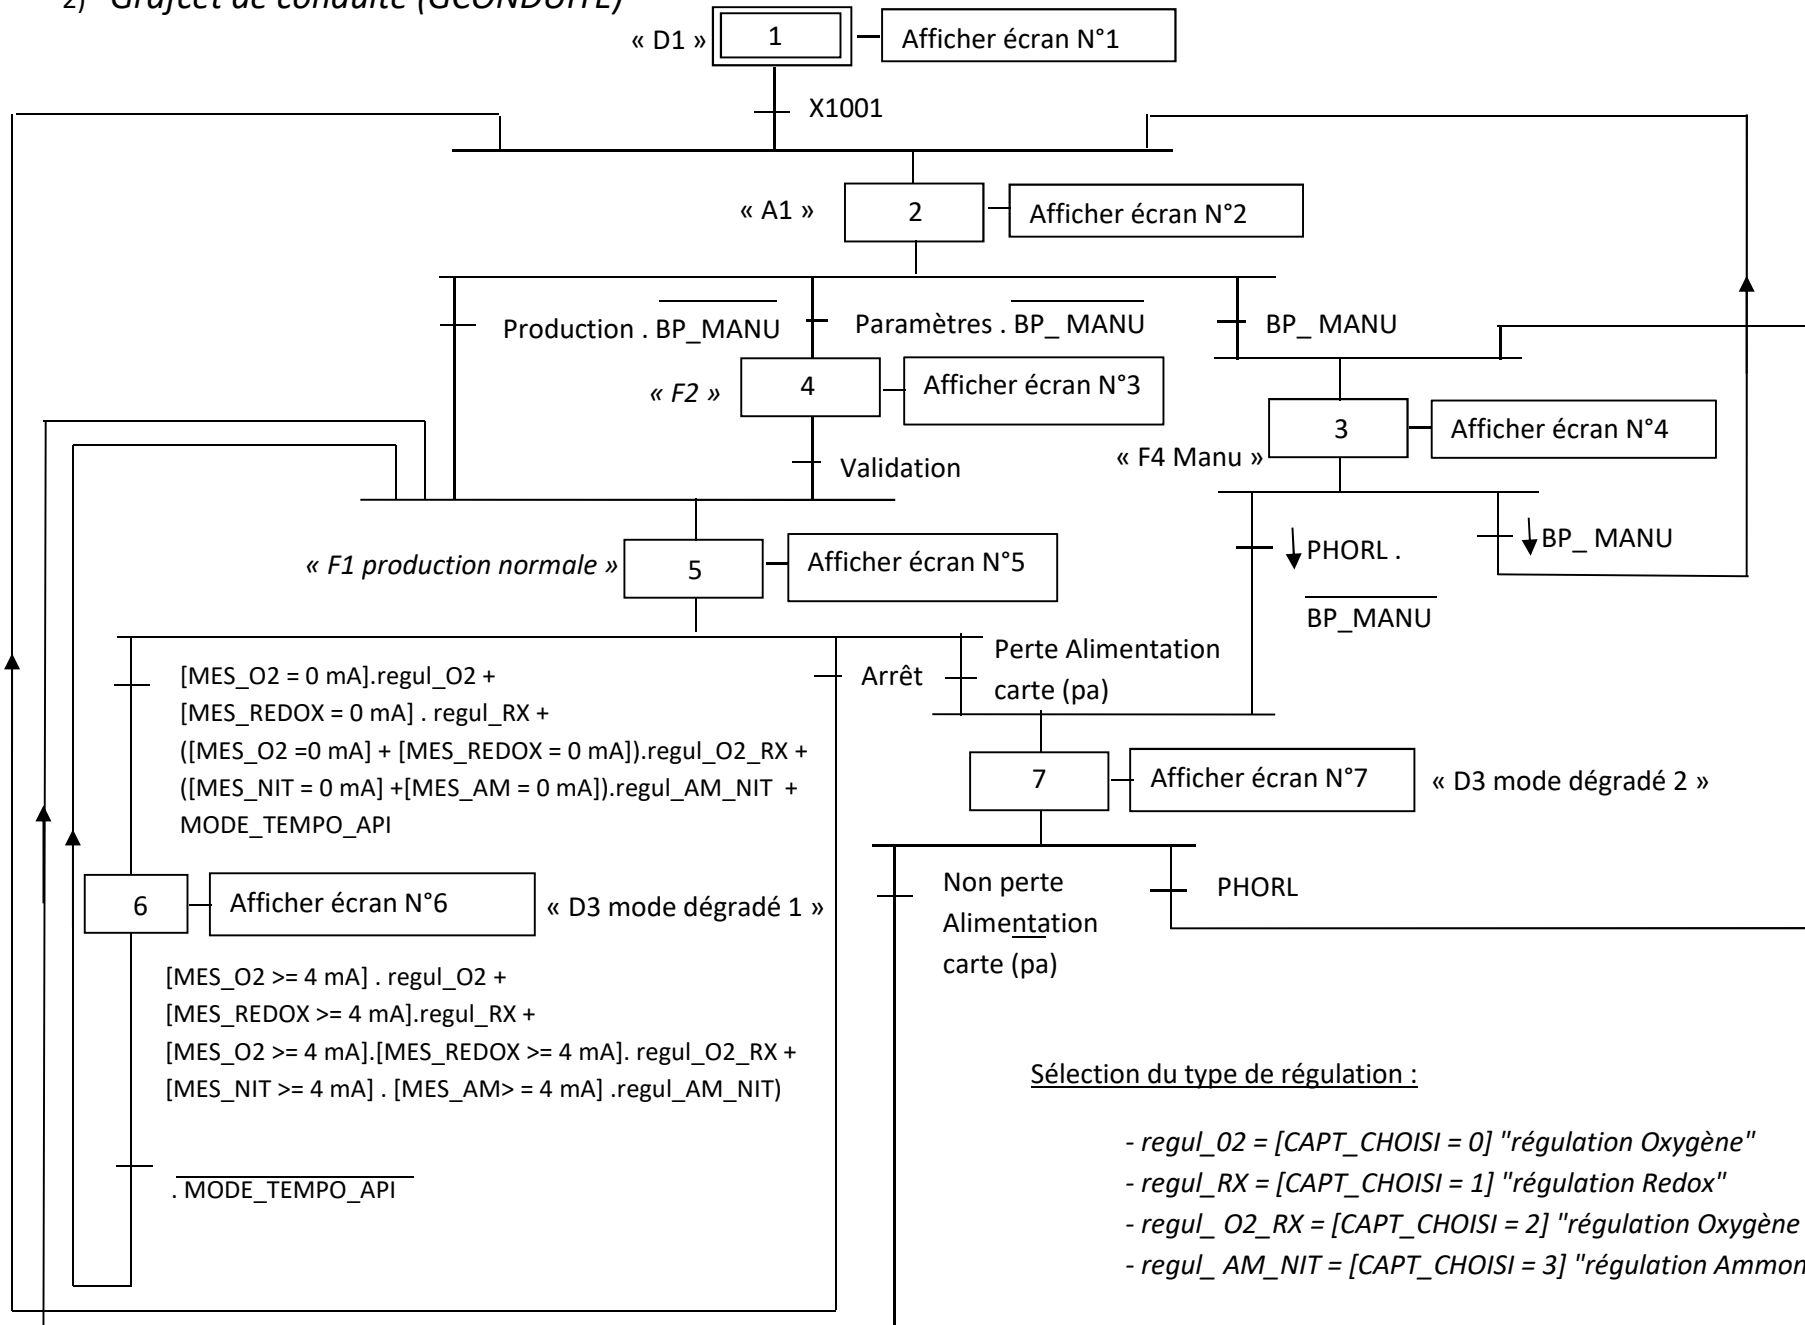 2) Grafcet de conduite (GCONDUITE)
« D1 » 1 Afficher écran N°1
X1001
« A1 » 2 Afficher écran N°2
Production . BP_MANU
Paramètres . BP_ MANU
BP_ MANU
« F2 » 4 Afficher écran N°3
3 Afficher écran N°4
« F4 Manu »
Validation
PHORL .
BP_MANU
BP_ MANU
« F1 production normale » 5 Afficher écran N°5
[MES_O2 = 0 mA].regul_O2 +
[MES_REDOX = 0 mA] . regul_RX +
([MES_O2 =0 mA] + [MES_REDOX = 0 mA]).regul_O2_RX +
([MES_NIT = 0 mA] +[MES_AM = 0 mA]).regul_AM_NIT +
MODE_TEMPO_API
Arrêt
Perte Alimentation
carte (pa)
7 Afficher écran N°7 « D3 mode dégradé 2 »
6 Afficher écran N°6 « D3 mode dégradé 1 »
Non perte
Alimentation
carte (pa)
PHORL
[MES_O2 >= 4 mA] . regul_O2 +
[MES_REDOX >= 4 mA].regul_RX +
[MES_O2 >= 4 mA].[MES_REDOX >= 4 mA]. regul_O2_RX +
[MES_NIT >= 4 mA] . [MES_AM> = 4 mA] .regul_AM_NIT)
. MODE_TEMPO_API
Sélection du type de régulation :
- regul_02 = [CAPT_CHOISI = 0] "régulation Oxygène"
- regul_RX = [CAPT_CHOISI = 1] "régulation Redox"
- regul_ O2_RX = [CAPT_CHOISI = 2] "régulation Oxygène
- regul_ AM_NIT = [CAPT_CHOISI = 3] "régulation Ammon